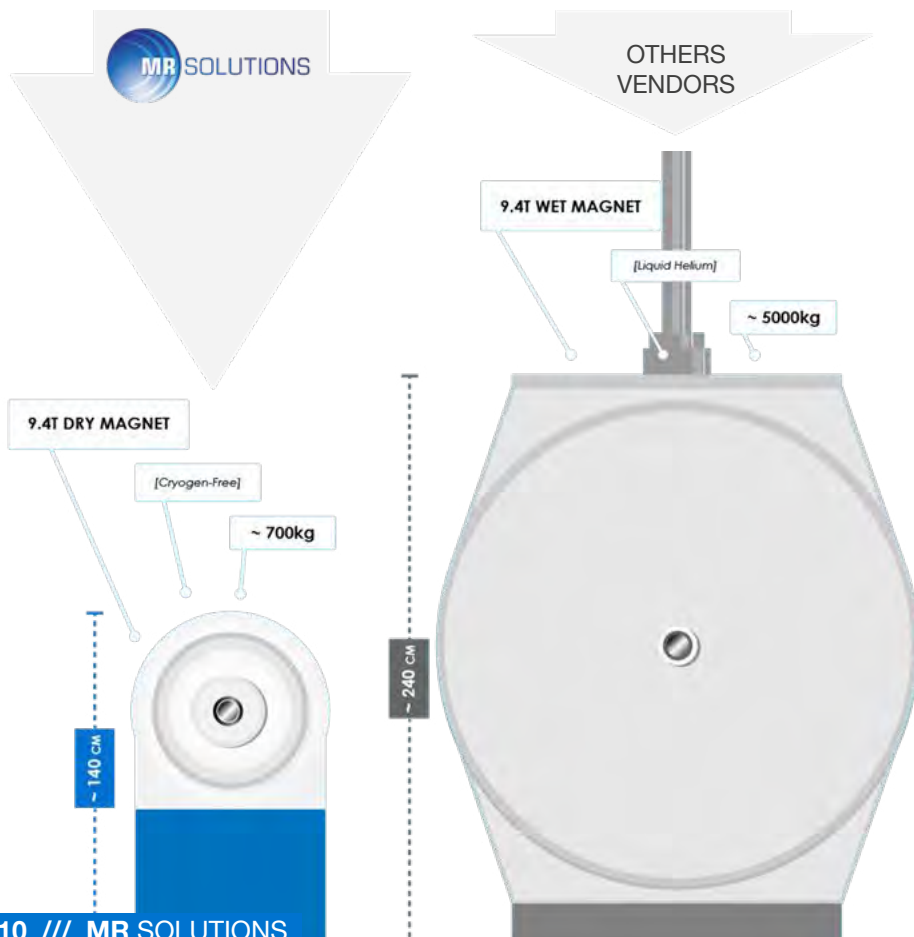 MR SOLUTIONS
OTHERS
VENDORS
9.4T WET MAGNET
[Liquid Helium]
~ 5000kg
9.4T DRY MAGNET
[Cryogen-Free]
~ 700kg
~ 240 CM
~ 140 CM
10 /// MR SOLUTIONS